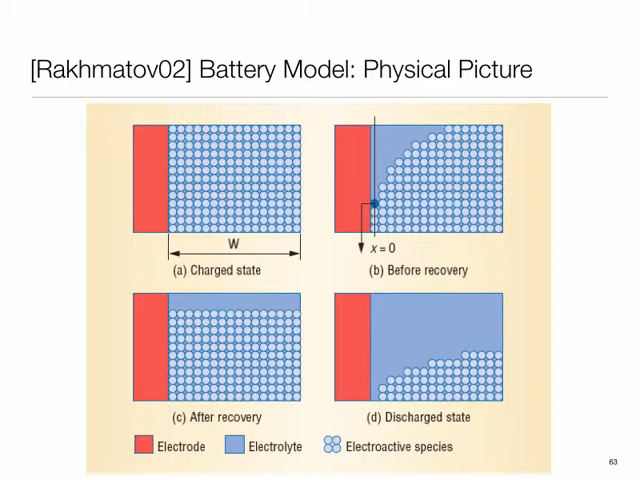 [Rakhmatov02] Battery Model: Physical Picture
W
x = 0
(a) Charged state
(b) Before recovery
(c) After recovery
(d) Discharged state
Electrode
Electrolyte
Electroactive species
63